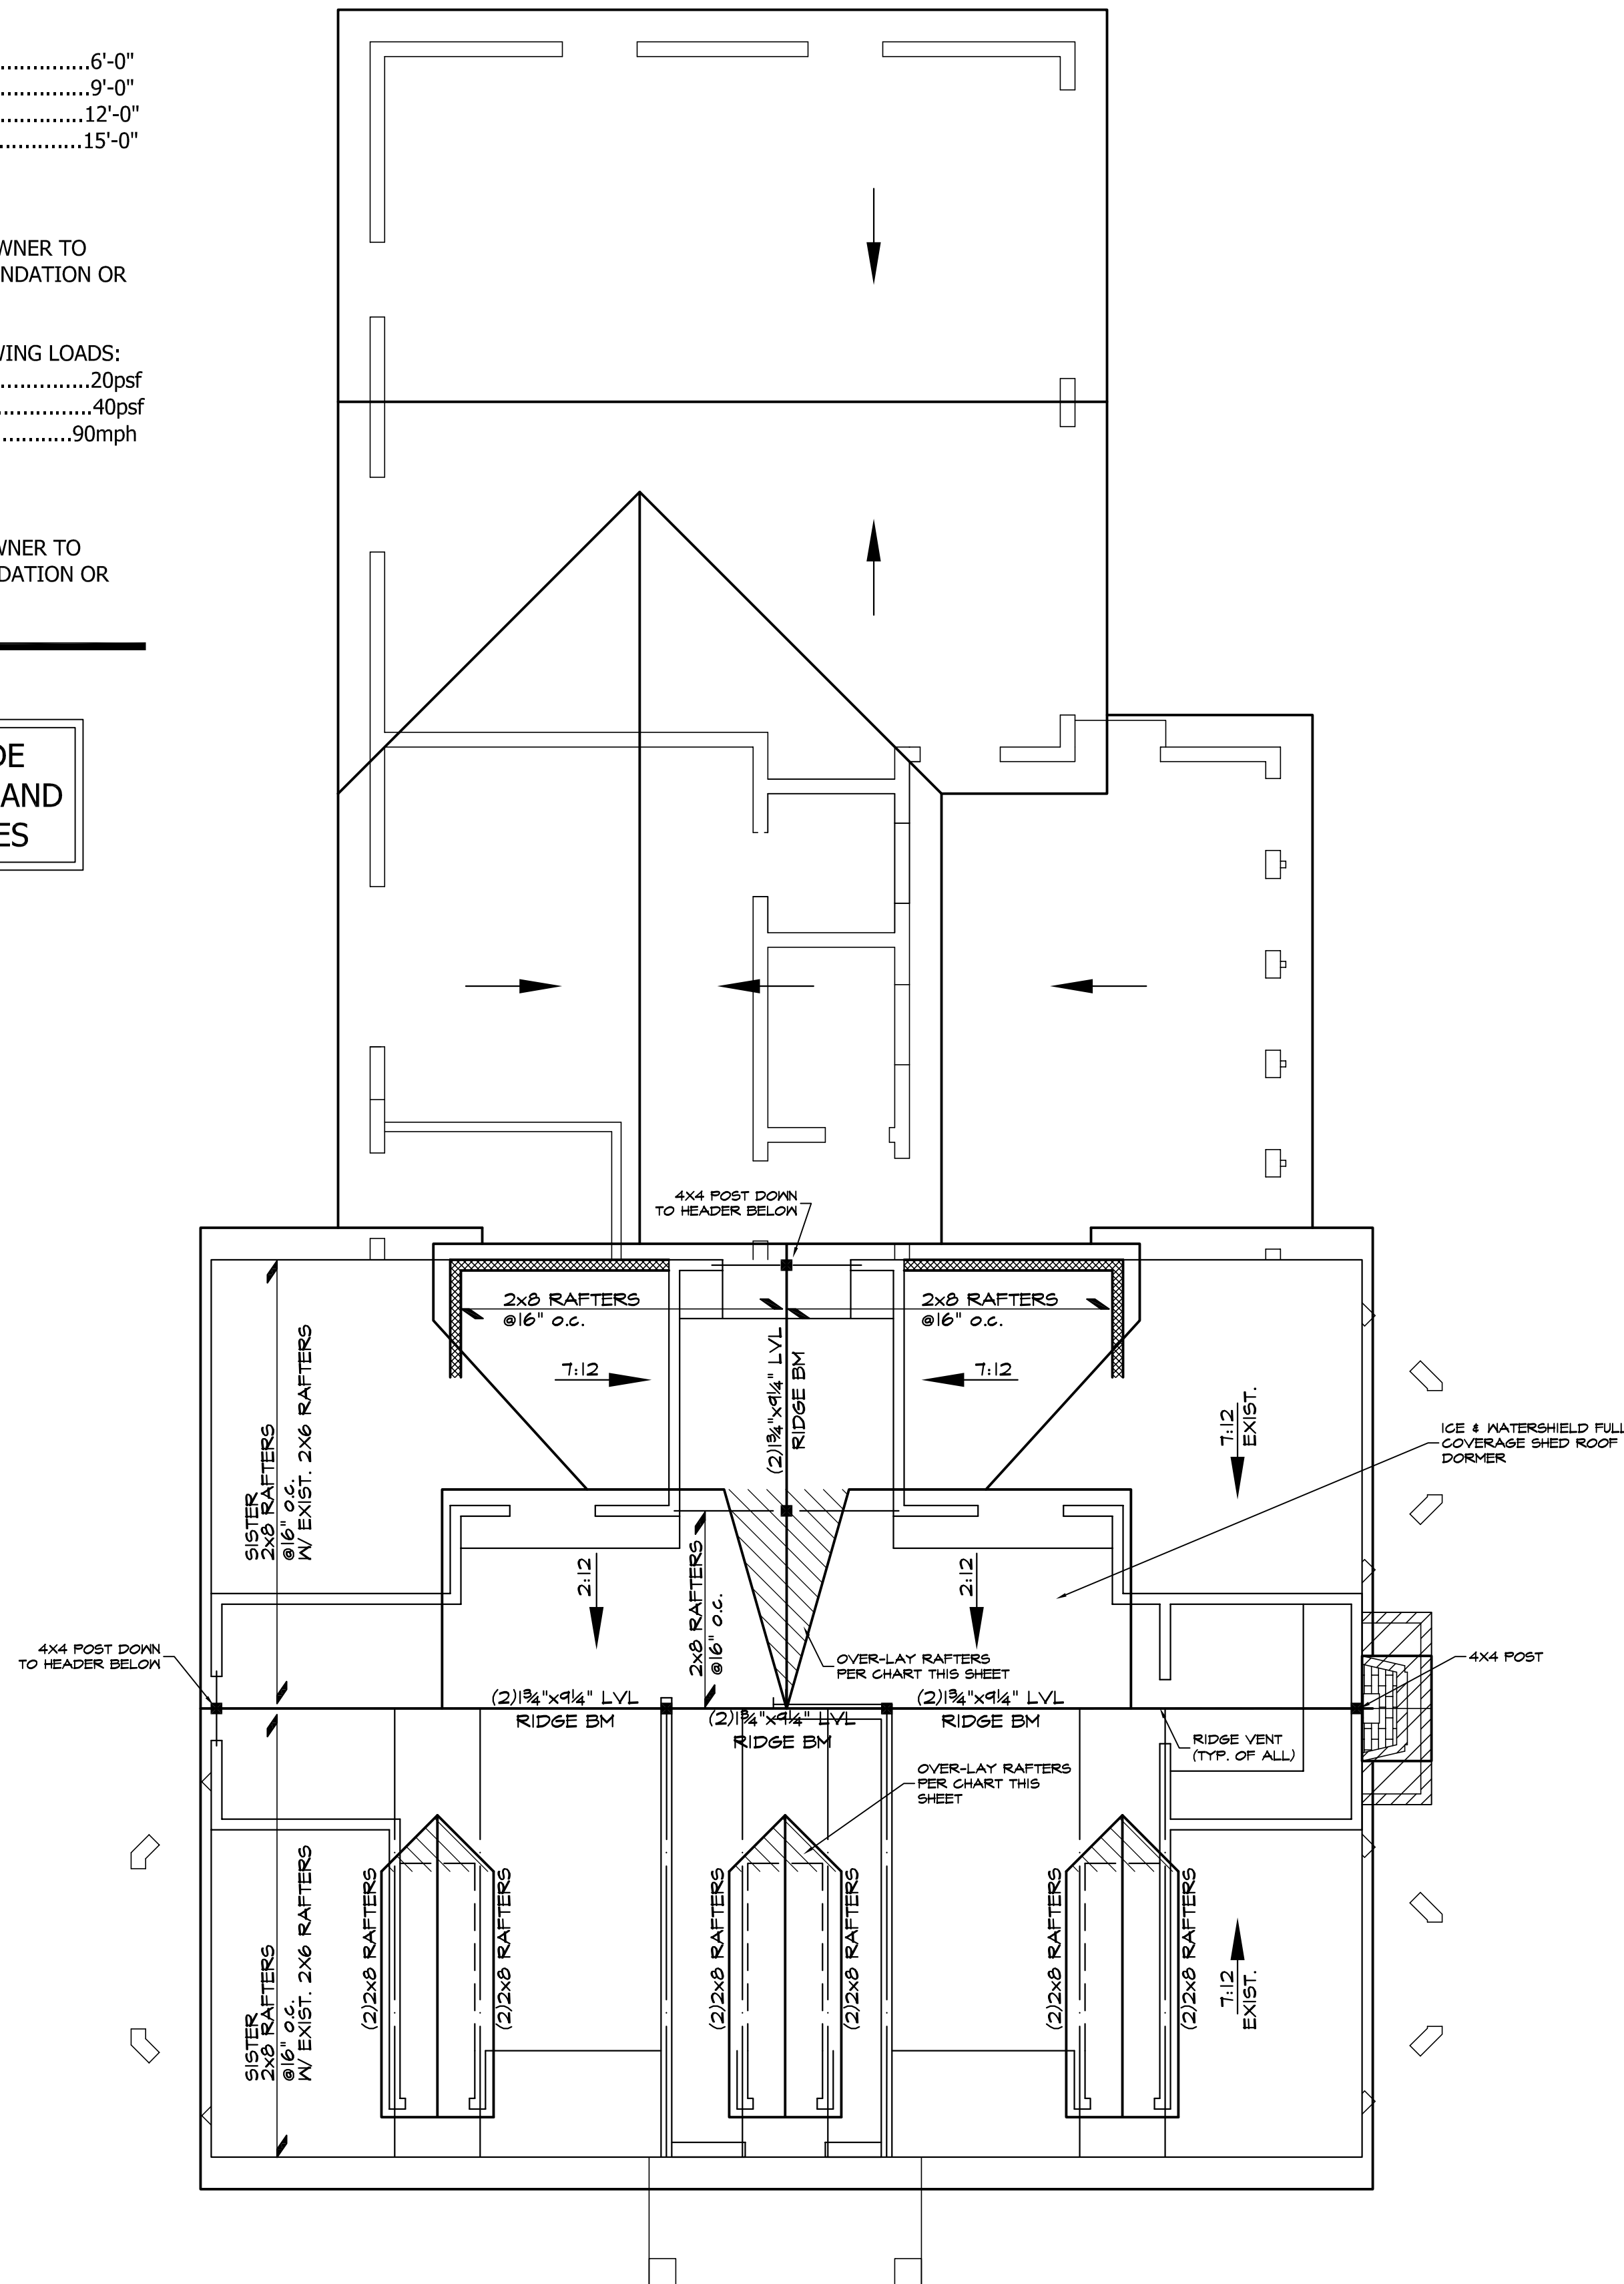 ..............6'-0"
..............9'-0"
.............12'-0"
............15'-0"
WNER TO
NDATION OR
WING LOADS:
..............20psf
..............40psf
...........90mph
WNER TO
DATION OR
DE
AND
ES
4X4 POST DOWN
TO HEADER BELOW
2x8 RAFTERS
@16" O.C.
2x8 RAFTERS
@16" O.C.
7:12
7:12
(2)1¾"x9¼" LVL
RIDGE BM
SISTER
2x8 RAFTERS
@16" O.C.
W/ EXIST. 2X6 RAFTERS
7:12
EXIST.
ICE & WATERSHIELD FULL
COVERAGE SHED ROOF
DORMER
2:12
2x8 RAFTERS
@16" O.C.
2:12
OVER-LAY RAFTERS
PER CHART THIS SHEET
4X4 POST DOWN
TO HEADER BELOW
4X4 POST
(2)1¾"x9¼" LVL
RIDGE BM
(2)1¾"x9¼" LVL
RIDGE BM
(2)1¾"x9¼" LVL
RIDGE BM
RIDGE VENT
(TYP. OF ALL)
OVER-LAY RAFTERS
PER CHART THIS
SHEET
SISTER
2x8 RAFTERS
@16" O.C.
W/ EXIST. 2X6 RAFTERS
(2)2x8 RAFTERS
(2)2x8 RAFTERS
(2)2x8 RAFTERS
(2)2x8 RAFTERS
(2)2x8 RAFTERS
(2)2x8 RAFTERS
7:12
EXIST.